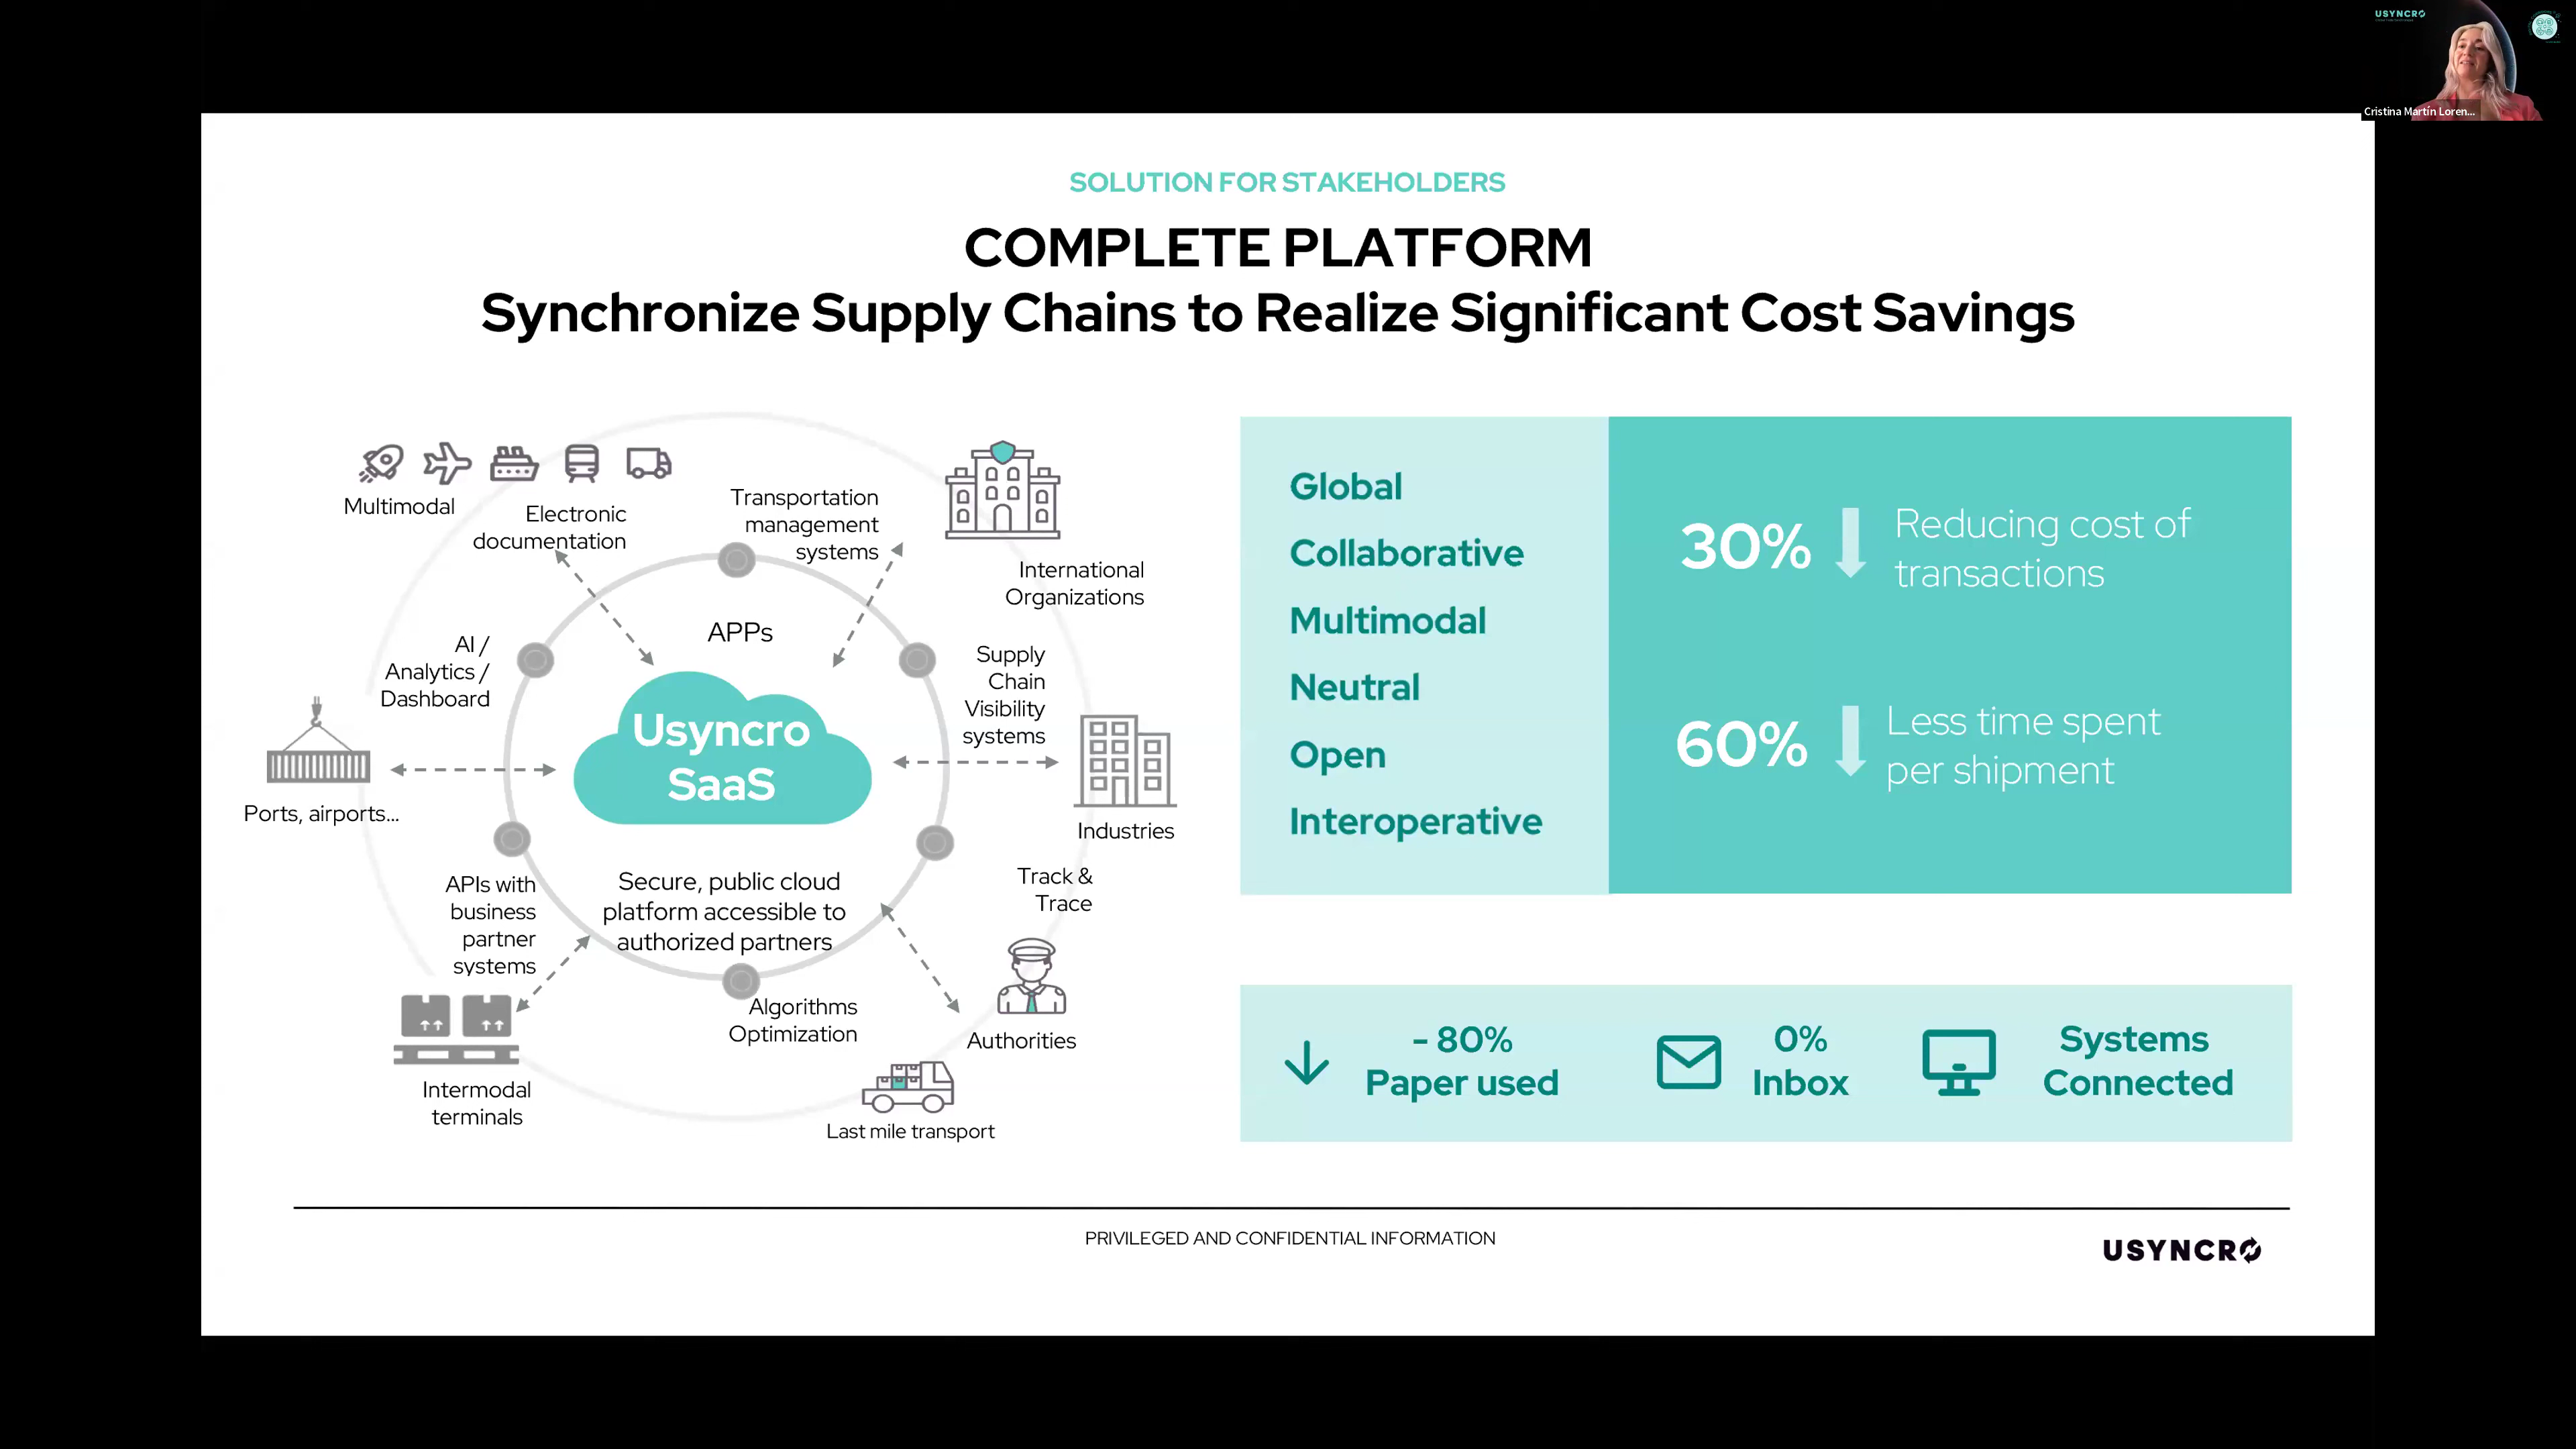 USYNCRO
Cristina Martín Loren...
SOLUTION FOR STAKEHOLDERS
COMPLETE PLATFORM
Synchronize Supply Chains to Realize Significant Cost Savings
Multimodal
Electronic
documentation
Transportation
management
systems
International
Organizations
AI /
Analytics /
Dashboard
APPs
Supply
Chain
Visibility
systems
Usyncro
SaaS
Ports, airports...
Industries
APIs with
business
partner
systems
Secure, public cloud
platform accessible to
authorized partners
Track &
Trace
Algorithms
Optimization
Authorities
Intermodal
terminals
Last mile transport
Global
Collaborative
Multimodal
Neutral
Open
Interoperative
30%
Reducing cost of
transactions
60%
Less time spent
per shipment
- 80%
Paper used
0%
Inbox
Systems
Connected
PRIVILEGED AND CONFIDENTIAL INFORMATION
USYNCRO